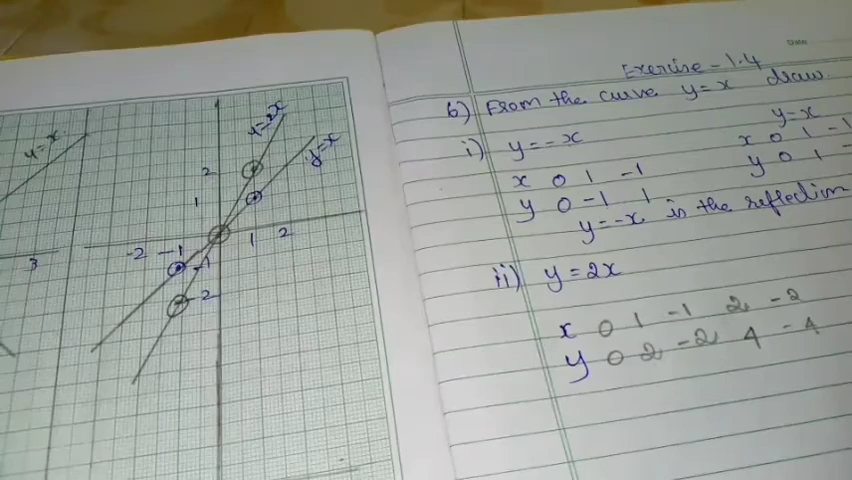 y=x
3
y=2x
y=x
2
1
-2 -1 1 2
-1
-2
Date
Exercise - 1.4
6) From the curve y=x draw
i) y=-x
y=x
x 0 1 -1
x 0 1 -1
y 0 -1 1
y 0 1 -
y=-x is the reflection
ii) y=2x
x 0 1 -1 2 -2
y 0 2 -2 4 -4